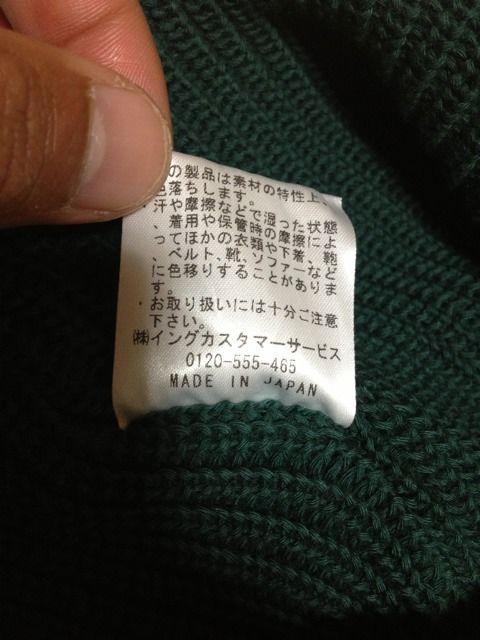 の製品は素材の特性上、
色落ちします。
・汗や摩擦などで湿った状態
、着用や保管時の摩擦によ
ってほかの衣類や下着、鞄
、ベルト、靴、ソファーなど
に色移りすることがありま
す。
・お取り扱いには十分ご注意
下さい。
㈱イングカスタマーサービス
0120-555-465
MADE IN JAPAN